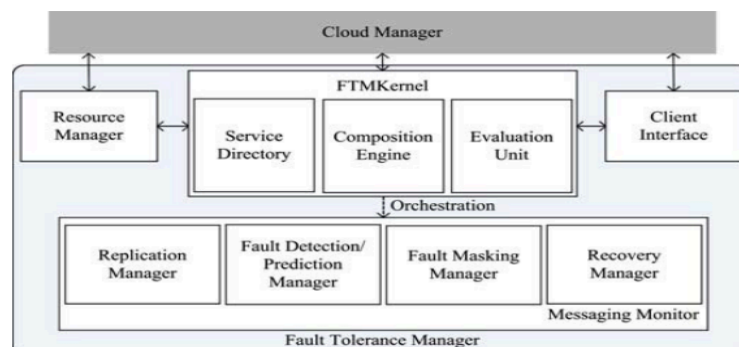 Cloud Manager
FTMKernel
Resource
Manager
Service
Directory
Composition
Engine
Evaluation
Unit
Client
Interface
Orchestration
Replication
Manager
Fault Detection/
Prediction
Manager
Fault Masking
Manager
Recovery
Manager
Messaging Monitor
Fault Tolerance Manager